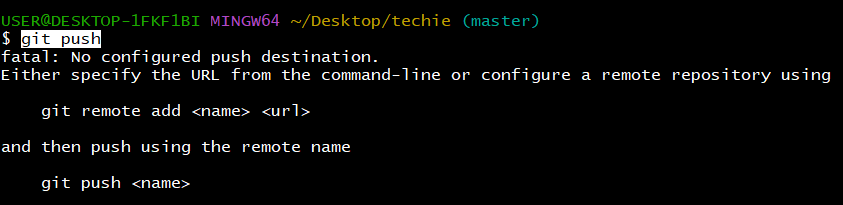 USER@DESKTOP-1FKF1BI MINGW64 ~/Desktop/techie (master)
$ git push
fatal: No configured push destination.
Either specify the URL from the command-line or configure a remote repository using
git remote add <name> <url>
and then push using the remote name
git push <name>